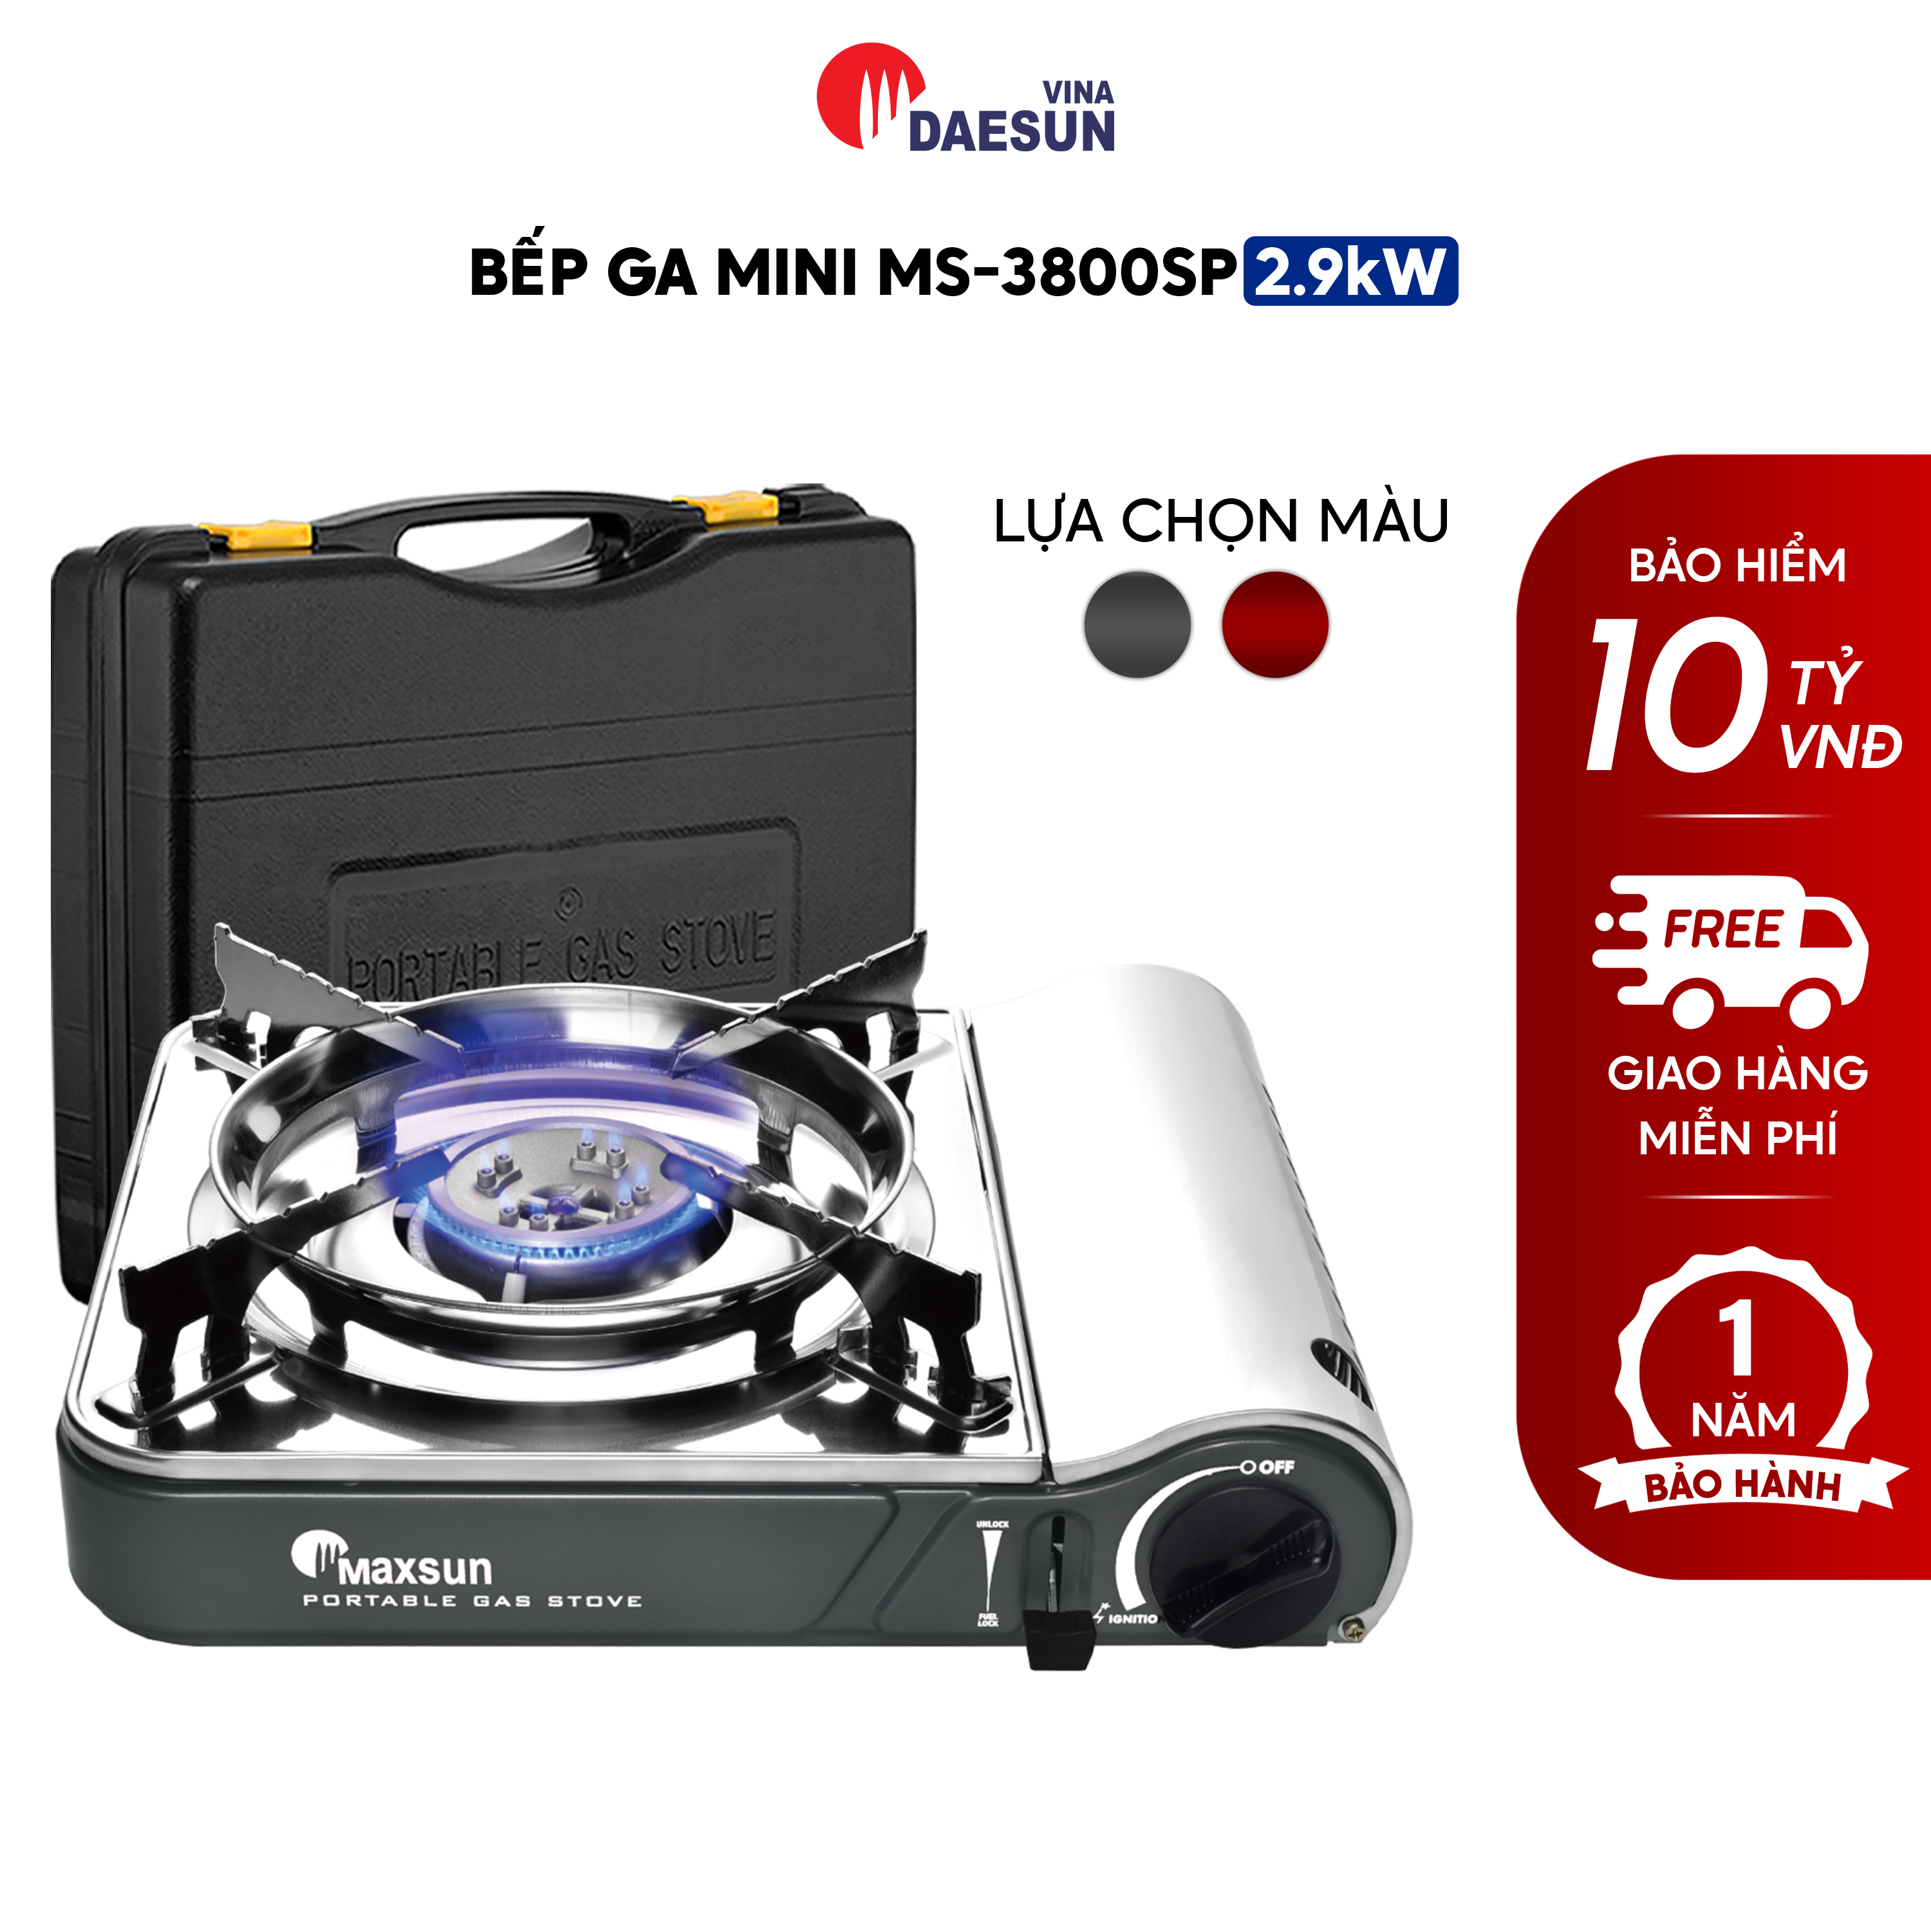 VINA
DAESUN
BẾP GA MINI MS-3800SP 2.9kW
LỰA CHỌN MÀU
BẢO HIỂM
10 TỶ
VNĐ
FREE
GIAO HÀNG
MIỄN PHÍ
1
NĂM
BẢO HÀNH
PORTABLE GAS STOVE
OFF
UNLOCK
FUEL
LOCK
IGNITIO
Maxsun
PORTABLE GAS STOVE